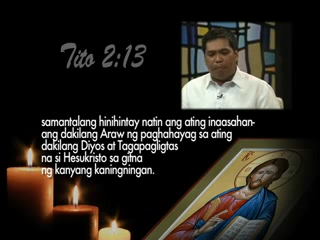 Tito 2:13
samantalang hinihintay natin ang ating inaasahan-
ang dakilang Araw ng paghahayag sa ating
dakilang Diyos at Tagapagligtas
na si Hesukristo sa gitna
ng kanyang kaningningan.